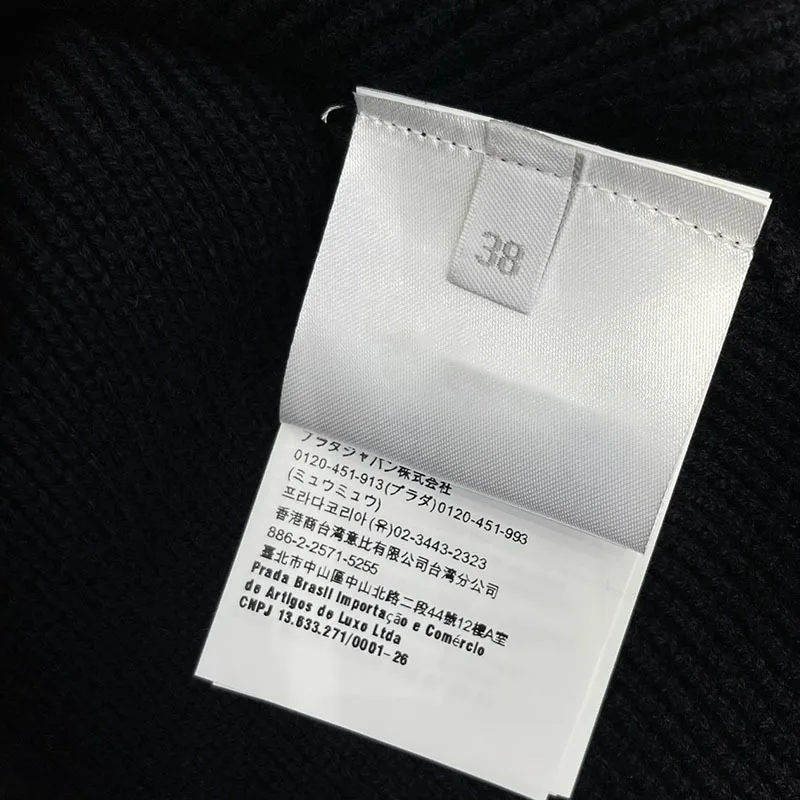 38
プラダジャパン株式会社
0120-451-913(プラダ)0120-451-993
(ミュウミュウ)
프라다코리아(유)02-3443-2323
香港商台湾意比有限公司台湾分公司
886-2-2571-5255
臺北市中山區中山北路二段44號12樓A室
Prada Brasil Importação e Comércio
de Artigos de Luxo Ltda
CNPJ 13.633.271/0001-26